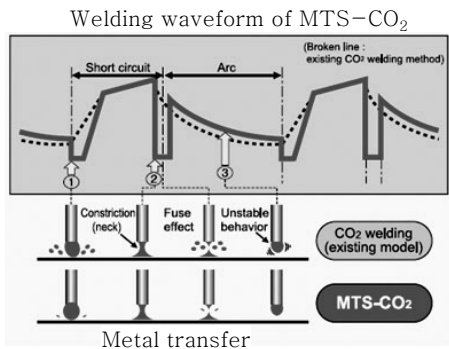 Welding waveform of MTS-CO₂
(Broken line :
existing CO₂ welding method)
Short circuit
Arc
①
②
③
Constriction
(neck)
Fuse
effect
Unstable
behavior
CO₂ welding
(existing model)
MTS-CO₂
Metal transfer